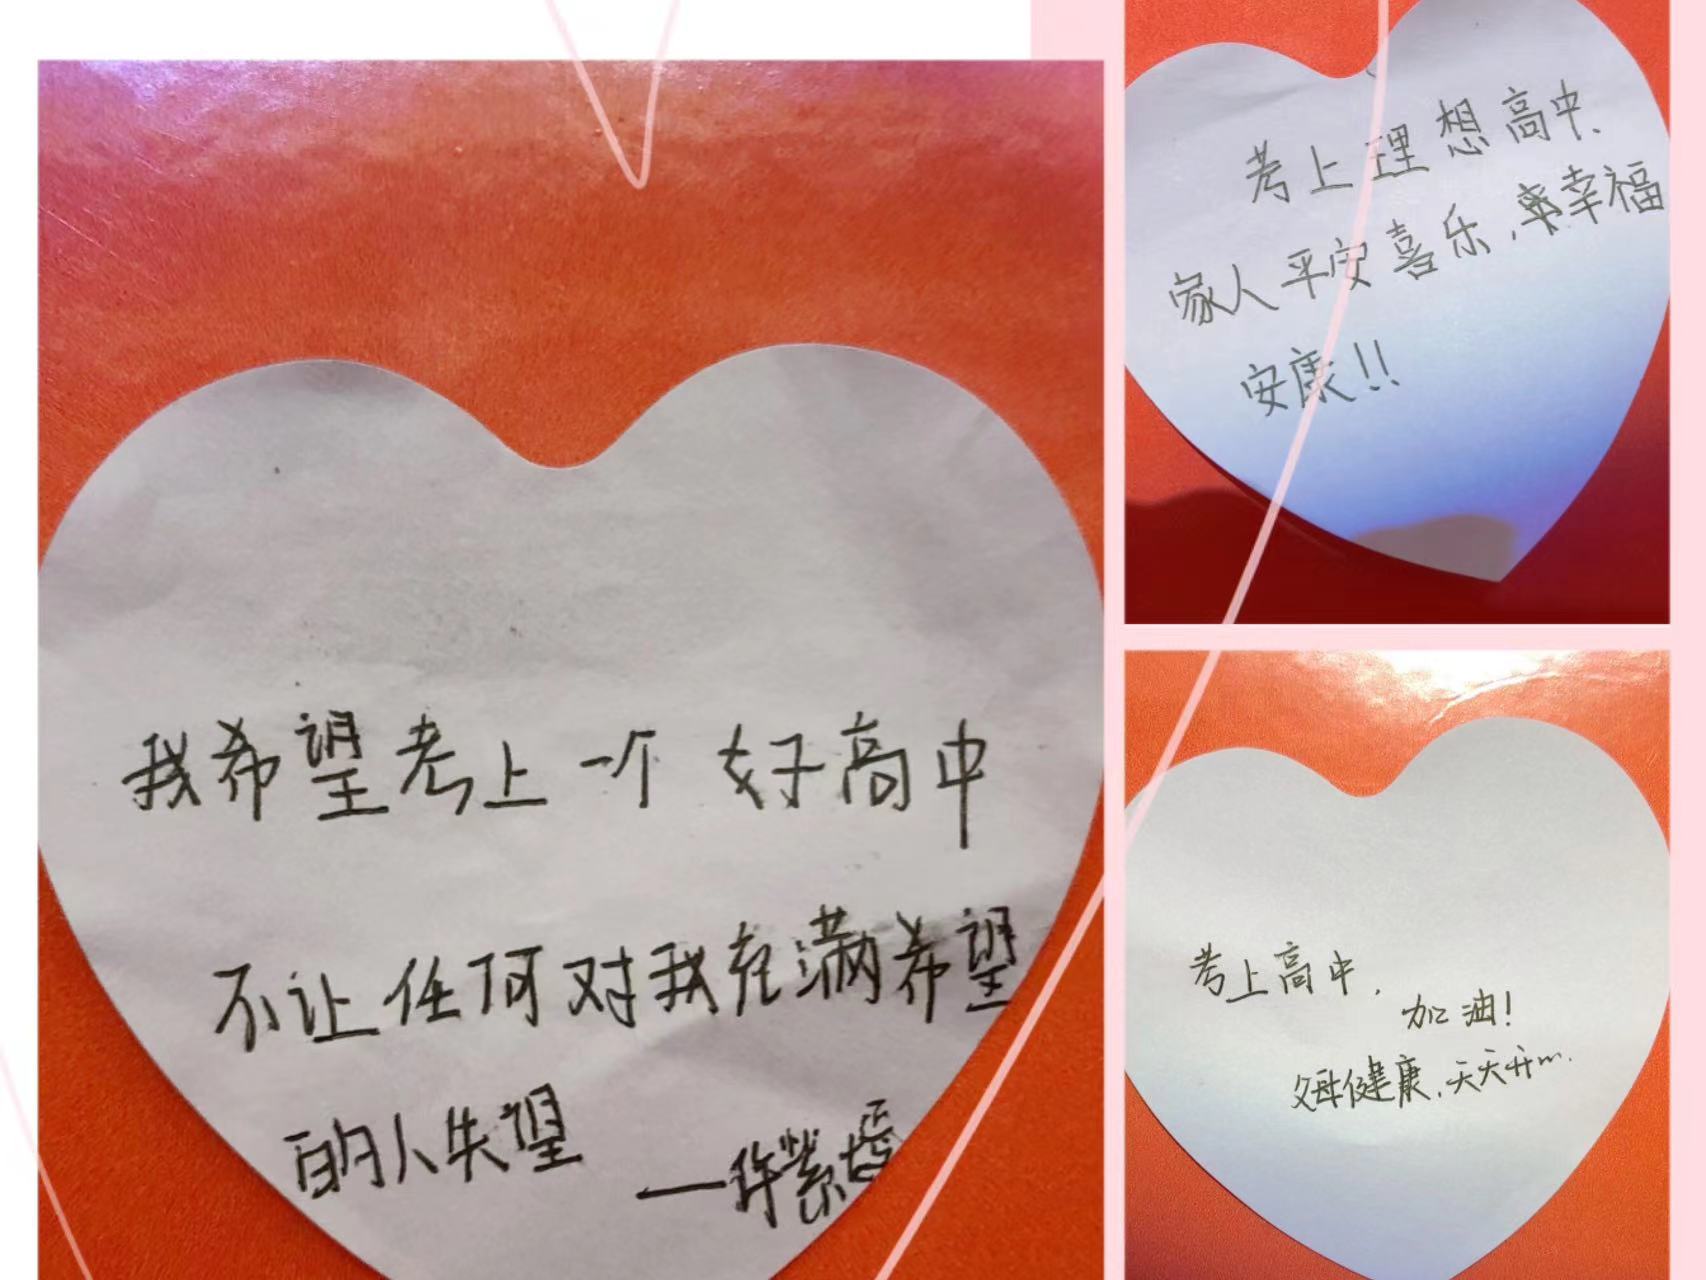 我希望考上一个好高中
不让任何对我充满希望
的人失望 ——许紫
考上理想高中、
家人平安喜乐,幸福
安康!!
考上高中,
加油!
父母健康,天天开